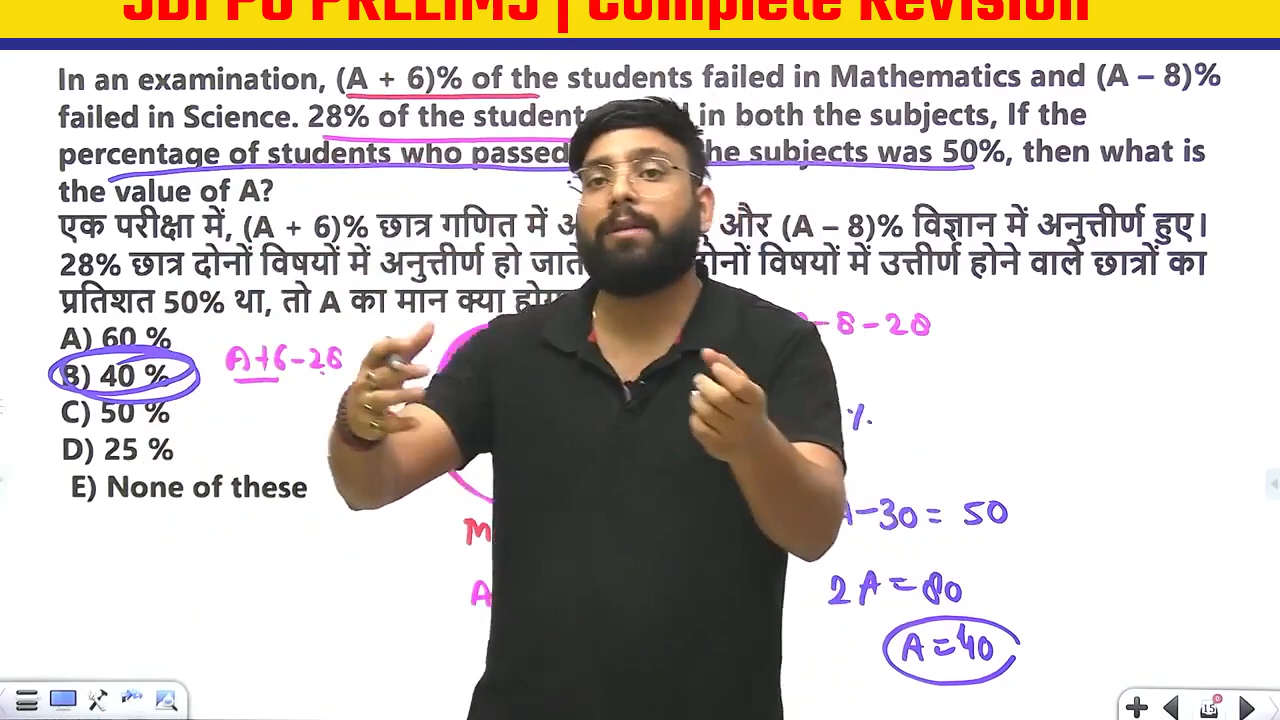 SBI PO PRELIMS | Complete Revision
In an examination, (A + 6)% of the students failed in Mathematics and (A – 8)%
failed in Science. 28% of the students in both the subjects, If the
percentage of students who passed the subjects was 50%, then what is
the value of A?
एक परीक्षा में, (A + 6)% छात्र गणित में और (A – 8)% विज्ञान में अनुत्तीर्ण हुए।
28% छात्र दोनों विषयों में अनुत्तीर्ण हो जाते दोनों विषयों में उत्तीर्ण होने वाले छात्रों का
प्रतिशत 50% था, तो A का मान क्या
A) 60 %
B) 40 %
C) 50 %
D) 25 %
E) None of these
A+6-28
-8-28
%
A-30 = 50
2A = 80
A = 40
M
A
15